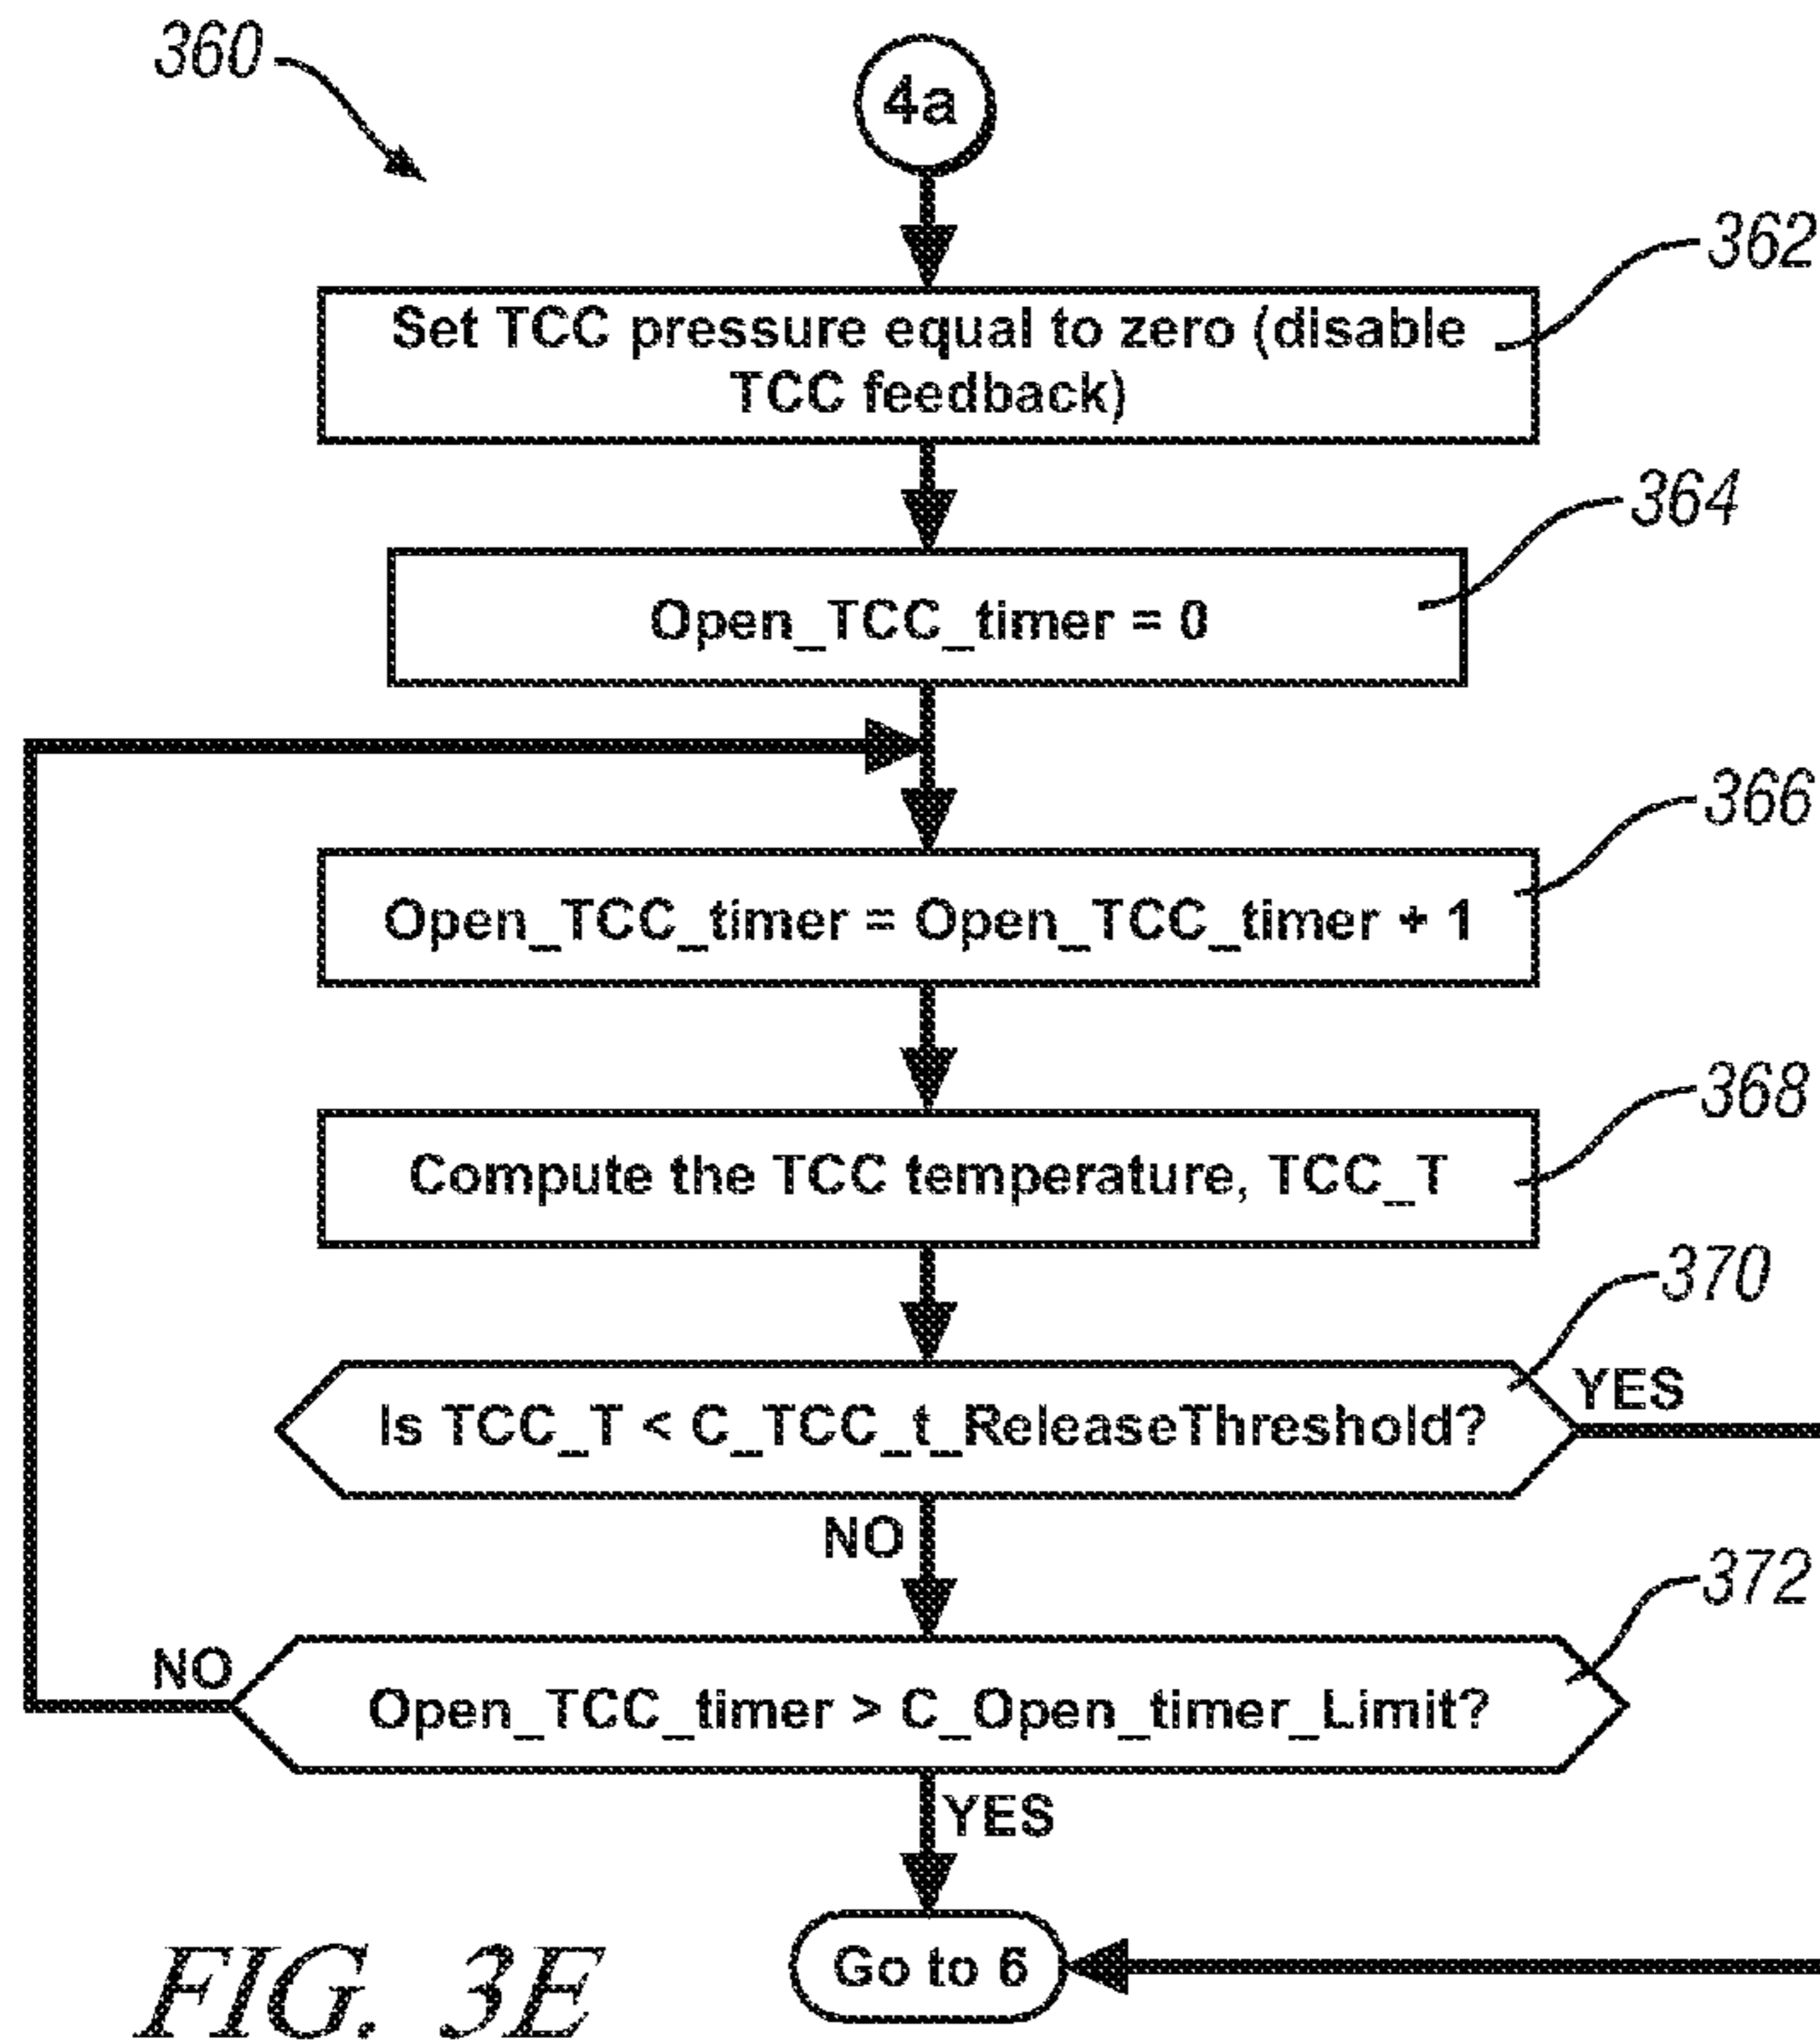 360
4a
362
Set TCC pressure equal to zero (disable
TCC feedback)
364
Open_TCC_timer = 0
366
Open_TCC_timer = Open_TCC_timer + 1
368
Compute the TCC temperature, TCC_T
370
Is TCC_T < C_TCC_t_ReleaseThreshold?
YES
NO
372
NO
Open_TCC_timer > C_Open_timer_Limit?
YES
Go to 6
FIG. 3E